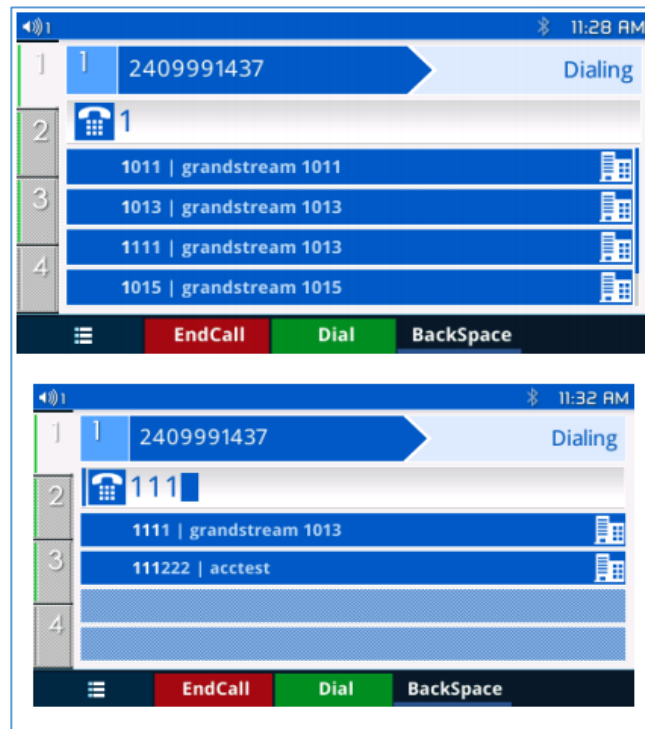 1 11:28 AM
1 1 2409991437 Dialing
2 1
1011 | grandstream 1011
3 1013 | grandstream 1013
1111 | grandstream 1013
4 1015 | grandstream 1015
EndCall Dial BackSpace
1 11:32 AM
1 1 2409991437 Dialing
2 111
1111 | grandstream 1013
3 111222 | acctest
4
EndCall Dial BackSpace